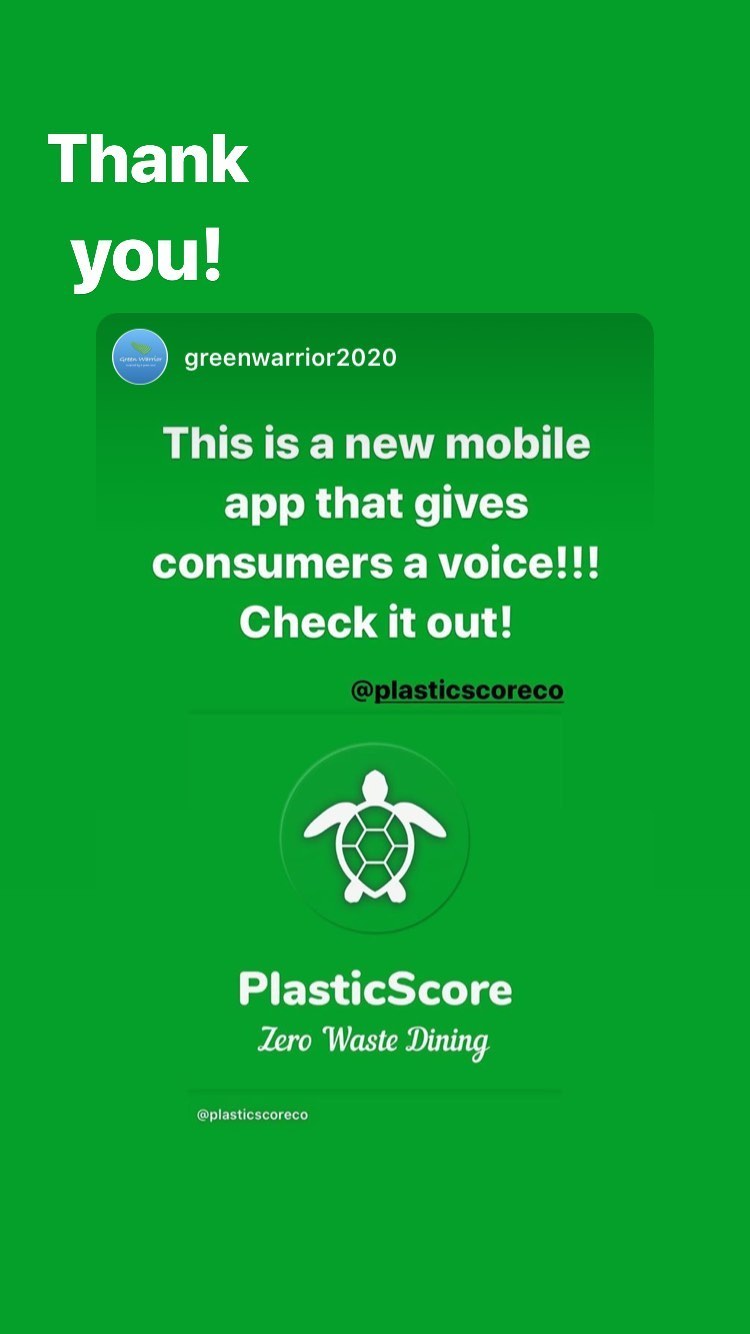 Thank
you!
Green Warrior
greenwarrior2020
This is a new mobile
app that gives
consumers a voice!!!
Check it out!
@plasticscoreco
PlasticScore
Zero Waste Dining
@plasticscoreco